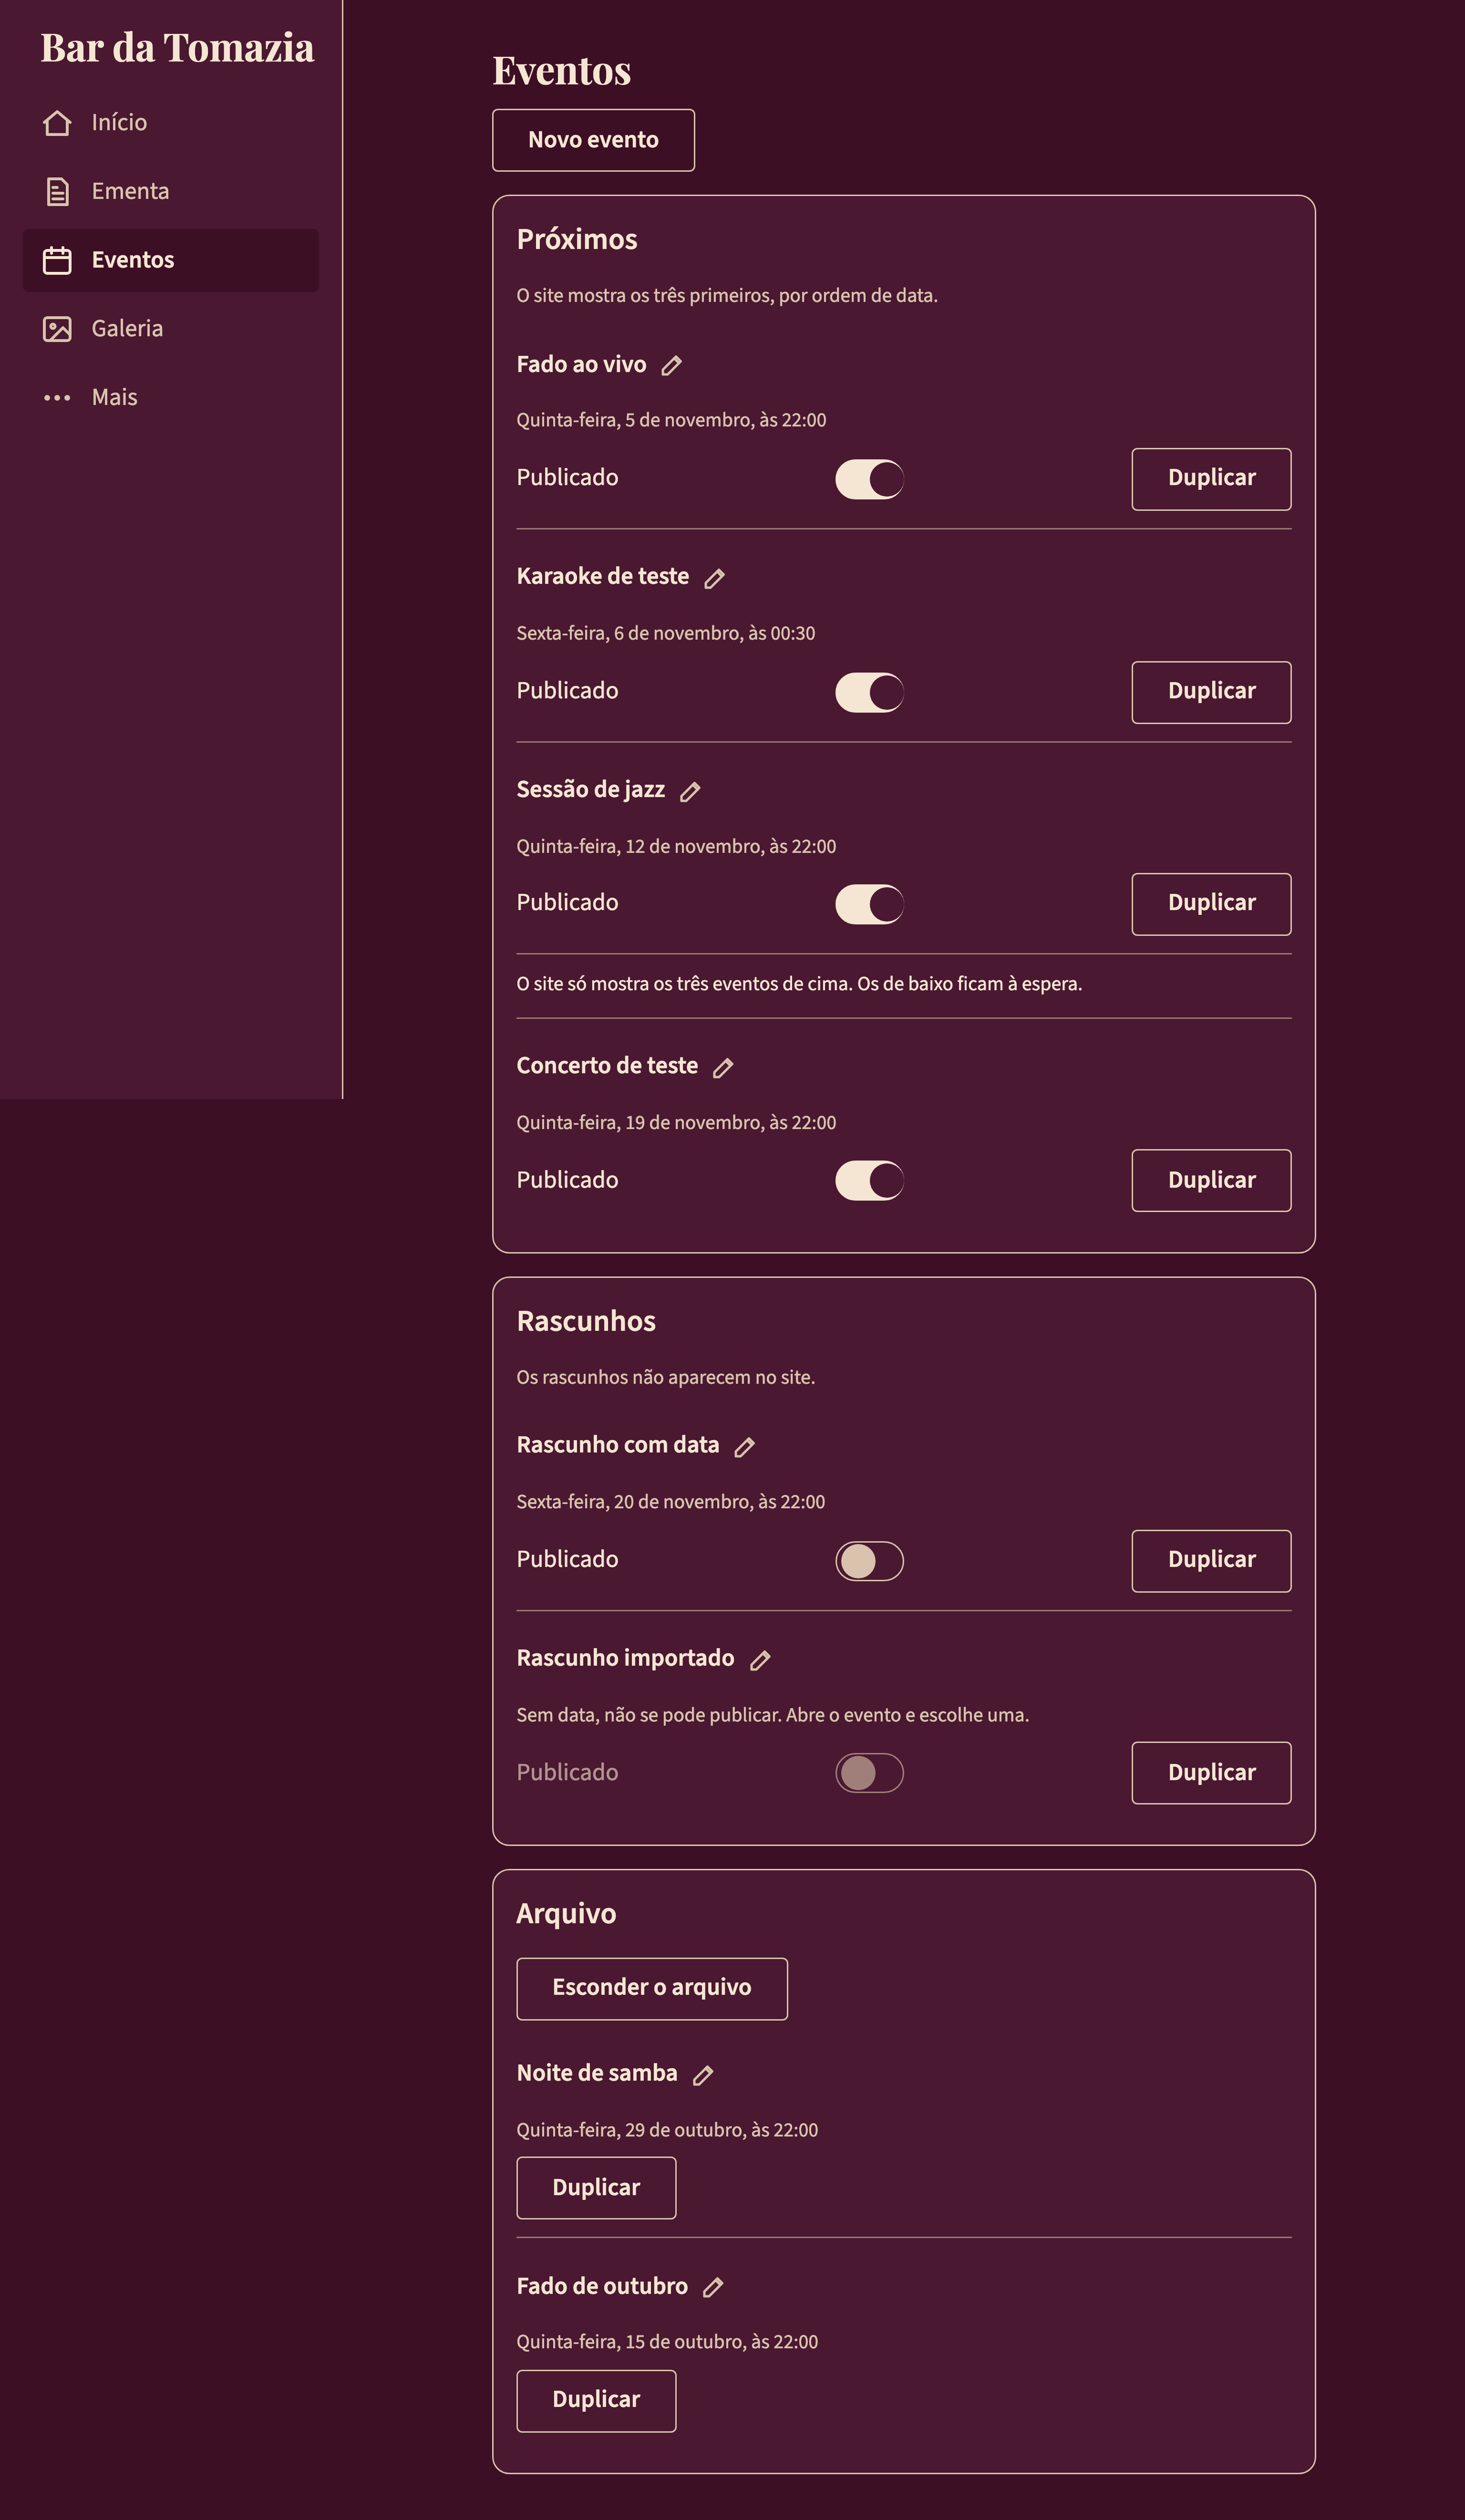 Bar da Tomazia
Início
Ementa
Eventos
Galeria
Mais
Eventos
Novo evento
Próximos
O site mostra os três primeiros, por ordem de data.
Fado ao vivo
Quinta-feira, 5 de novembro, às 22:00
Publicado
Duplicar
Karaoke de teste
Sexta-feira, 6 de novembro, às 00:30
Publicado
Duplicar
Sessão de jazz
Quinta-feira, 12 de novembro, às 22:00
Publicado
Duplicar
O site só mostra os três eventos de cima. Os de baixo ficam à espera.
Concerto de teste
Quinta-feira, 19 de novembro, às 22:00
Publicado
Duplicar
Rascunhos
Os rascunhos não aparecem no site.
Rascunho com data
Sexta-feira, 20 de novembro, às 22:00
Publicado
Duplicar
Rascunho importado
Sem data, não se pode publicar. Abre o evento e escolhe uma.
Publicado
Duplicar
Arquivo
Esconder o arquivo
Noite de samba
Quinta-feira, 29 de outubro, às 22:00
Duplicar
Fado de outubro
Quinta-feira, 15 de outubro, às 22:00
Duplicar